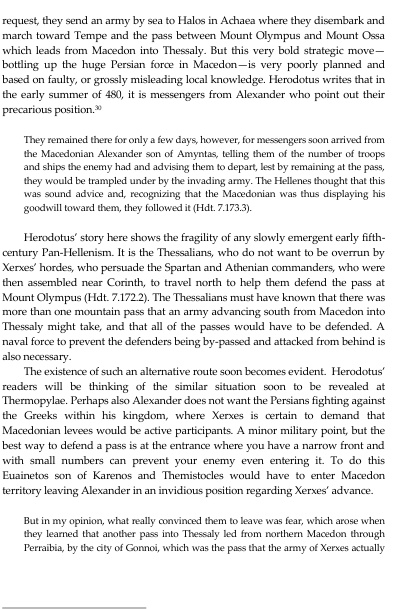 request, they send an army by sea to Halos in Achaea where they disembark and
march toward Tempe and the pass between Mount Olympus and Mount Ossa
which leads from Macedon into Thessaly. But this very bold strategic move—
bottling up the huge Persian force in Macedon—is very poorly planned and
based on faulty, or grossly misleading local knowledge. Herodotus writes that in
the early summer of 480, it is messengers from Alexander who point out their
precarious position.³⁰
They remained there for only a few days, however, for messengers soon arrived from
the Macedonian Alexander son of Amyntas, telling them of the number of troops
and ships the enemy had and advising them to depart, lest by remaining at the pass,
they would be trampled under by the invading army. The Hellenes thought that this
was sound advice and, recognizing that the Macedonian was thus displaying his
goodwill toward them, they followed it (Hdt. 7.173.3).
Herodotus' story here shows the fragility of any slowly emergent early fifth-
century Pan-Hellenism. It is the Thessalians, who do not want to be overrun by
Xerxes' hordes, who persuade the Spartan and Athenian commanders, who were
then assembled near Corinth, to travel north to help them defend the pass at
Mount Olympus (Hdt. 7.172.2). The Thessalians must have known that there was
more than one mountain pass that an army advancing south from Macedon into
Thessaly might take, and that all of the passes would have to be defended. A
naval force to prevent the defenders being by-passed and attacked from behind is
also necessary.
The existence of such an alternative route soon becomes evident. Herodotus'
readers will be thinking of the similar situation soon to be revealed at
Thermopylae. Perhaps also Alexander does not want the Persians fighting against
the Greeks within his kingdom, where Xerxes is certain to demand that
Macedonian levees would be active participants. A minor military point, but the
best way to defend a pass is at the entrance where you have a narrow front and
with small numbers can prevent your enemy even entering it. To do this
Euainetos son of Karenos and Themistocles would have to enter Macedon
territory leaving Alexander in an invidious position regarding Xerxes' advance.
But in my opinion, what really convinced them to leave was fear, which arose when
they learned that another pass into Thessaly led from northern Macedon through
Perraibia, by the city of Gonnoi, which was the pass that the army of Xerxes actually